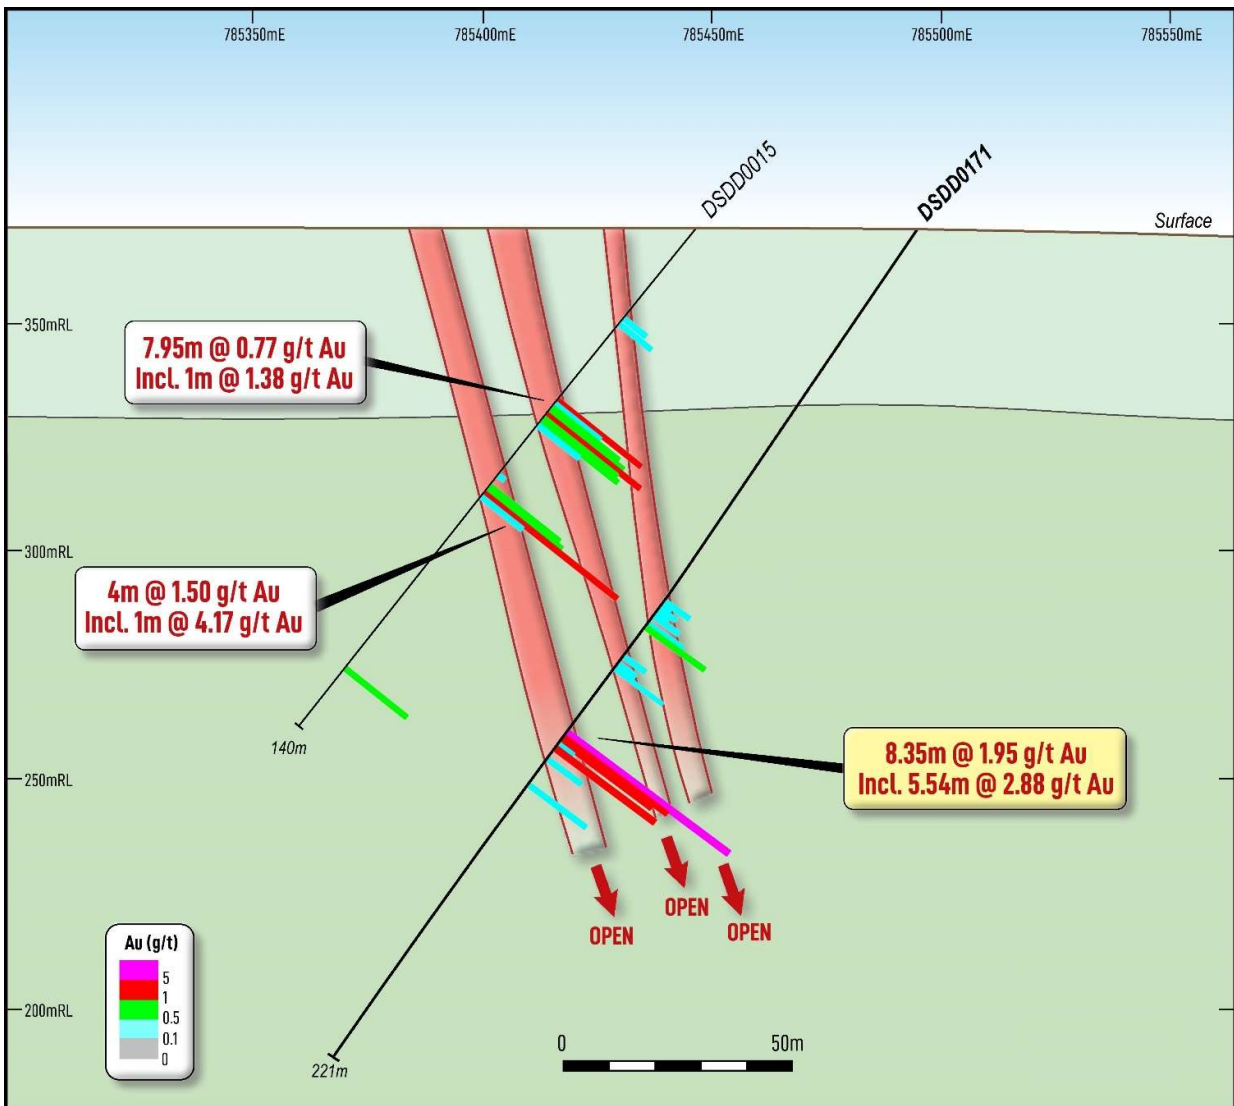 785350mE
785400mE
785450mE
785500mE
785550mE
DSDD0015
DSDD0171
Surface
350mRL
7.95m @ 0.77 g/t Au
Incl. 1m @ 1.38 g/t Au
300mRL
4m @ 1.50 g/t Au
Incl. 1m @ 4.17 g/t Au
140m
250mRL
8.35m @ 1.95 g/t Au
Incl. 5.54m @ 2.88 g/t Au
OPEN
OPEN
OPEN
Au (g/t)
5
1
0.5
0.1
0
200mRL
221m
0
50m